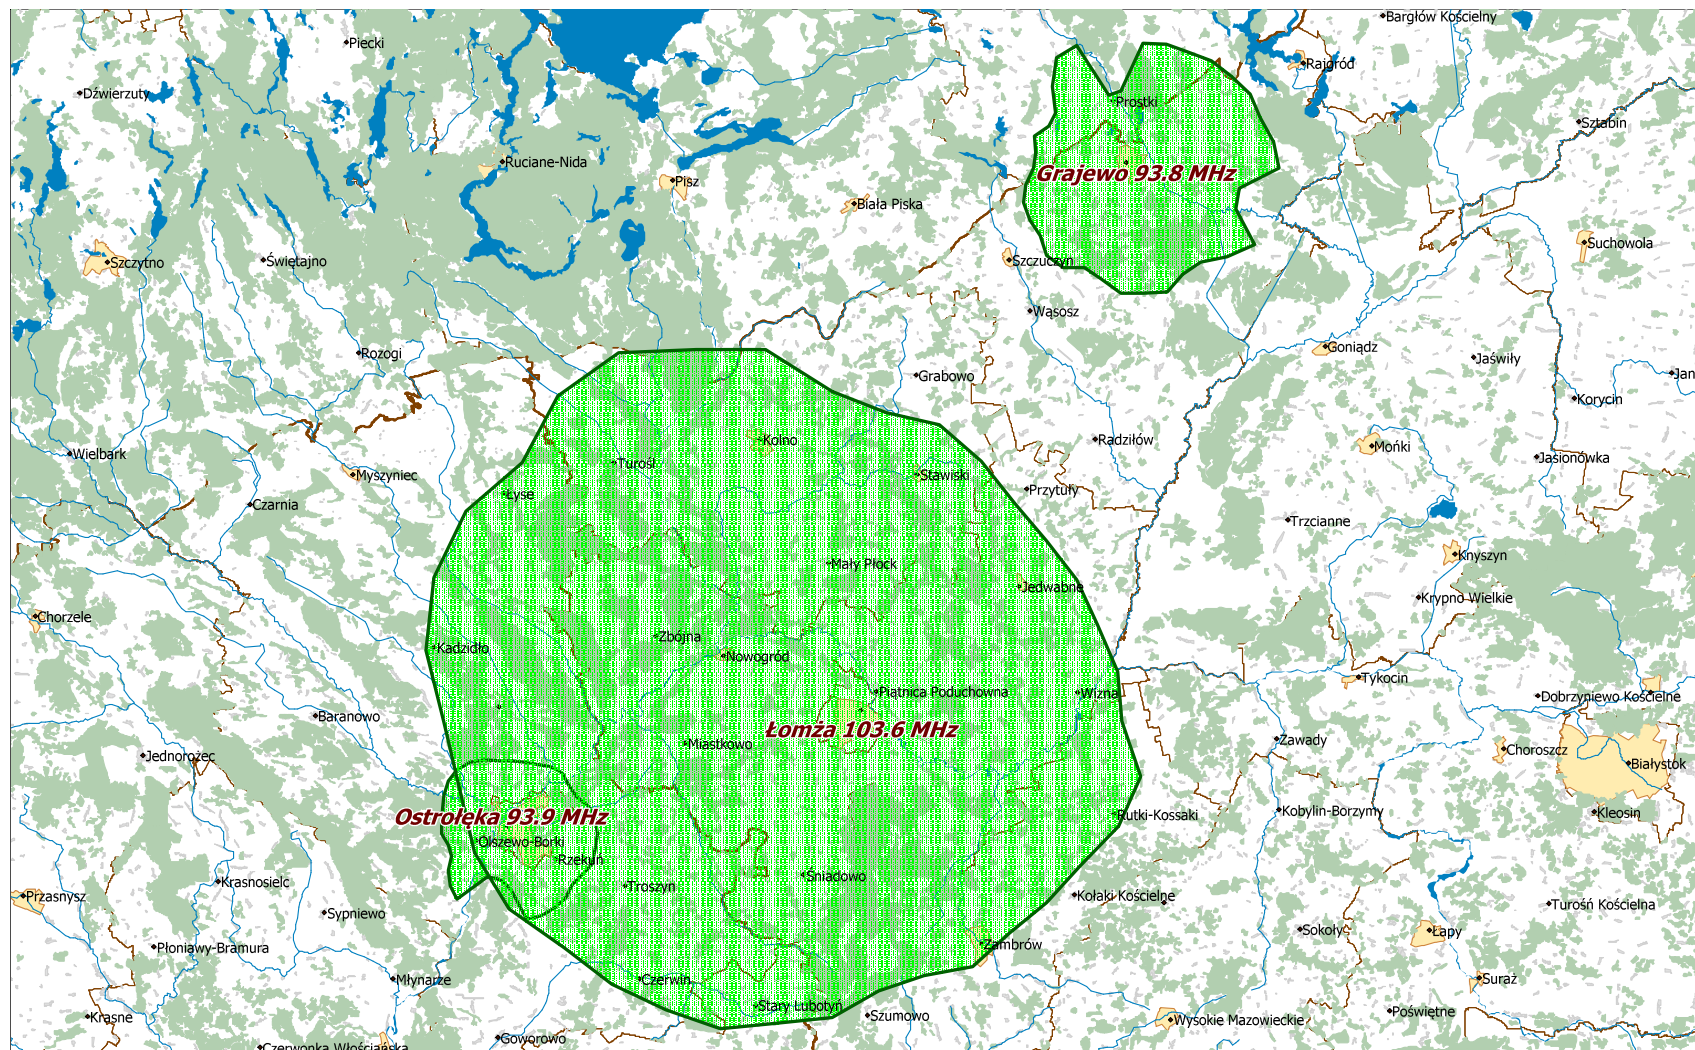 Piecki
Bargłów Kościelny
Rajgród
Dźwierzuty
Prostki
Sztabin
Ruciane-Nida
Pisz
Grajewo 93.8 MHz
Biała Piska
Suchowola
Szczytno
Świętajno
Szczuczyn
Wąsosz
Rozogi
Goniądz
Jaświły
Grabowo
Jan
Korycin
Kolno
Radziłów
Mońki
Wielbark
Turośl
Jasionówka
Myszyniec
Stawiski
Łyse
Przytuły
Czarnia
Trzcianne
Knyszyn
Mały Płock
Jedwabne
Krypno Wielkie
Chorzele
Zbójna
Kadzidło
Nowogród
Tykocin
Piątnica Poduchowna
Wizna
Dobrzyniewo Kościelne
Baranowo
Łomża 103.6 MHz
Zawady
Miastkowo
Choroszcz
Jednorożec
Białystok
Ostrołęka 93.9 MHz
Kobylin-Borzymy
Kleosin
Rutki-Kossaki
Olszewo-Borki
Rzekuń
Śniadowo
Krasnosielc
Troszyn
Kołaki Kościelne
Przasnysz
Turośń Kościelna
Sypniewo
Sokoły
Łapy
Płoniawy-Bramura
Zambrów
Młynarze
Czerwin
Suraż
Stary Lubotyń
Poświętne
Krasne
Szumowo
Wysokie Mazowieckie
Goworowo
Czerwonka Włościańska